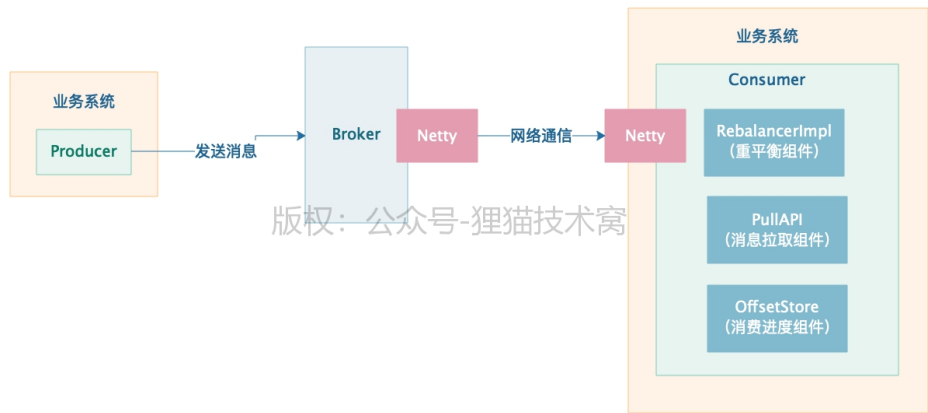 业务系统
Producer
发送消息
Broker
Netty
网络通信
Netty
业务系统
Consumer
RebalancerImpl
（重平衡组件）
PullAPI
（消息拉取组件）
OffsetStore
（消费进度组件）
版权：公众号-狸猫技术窝